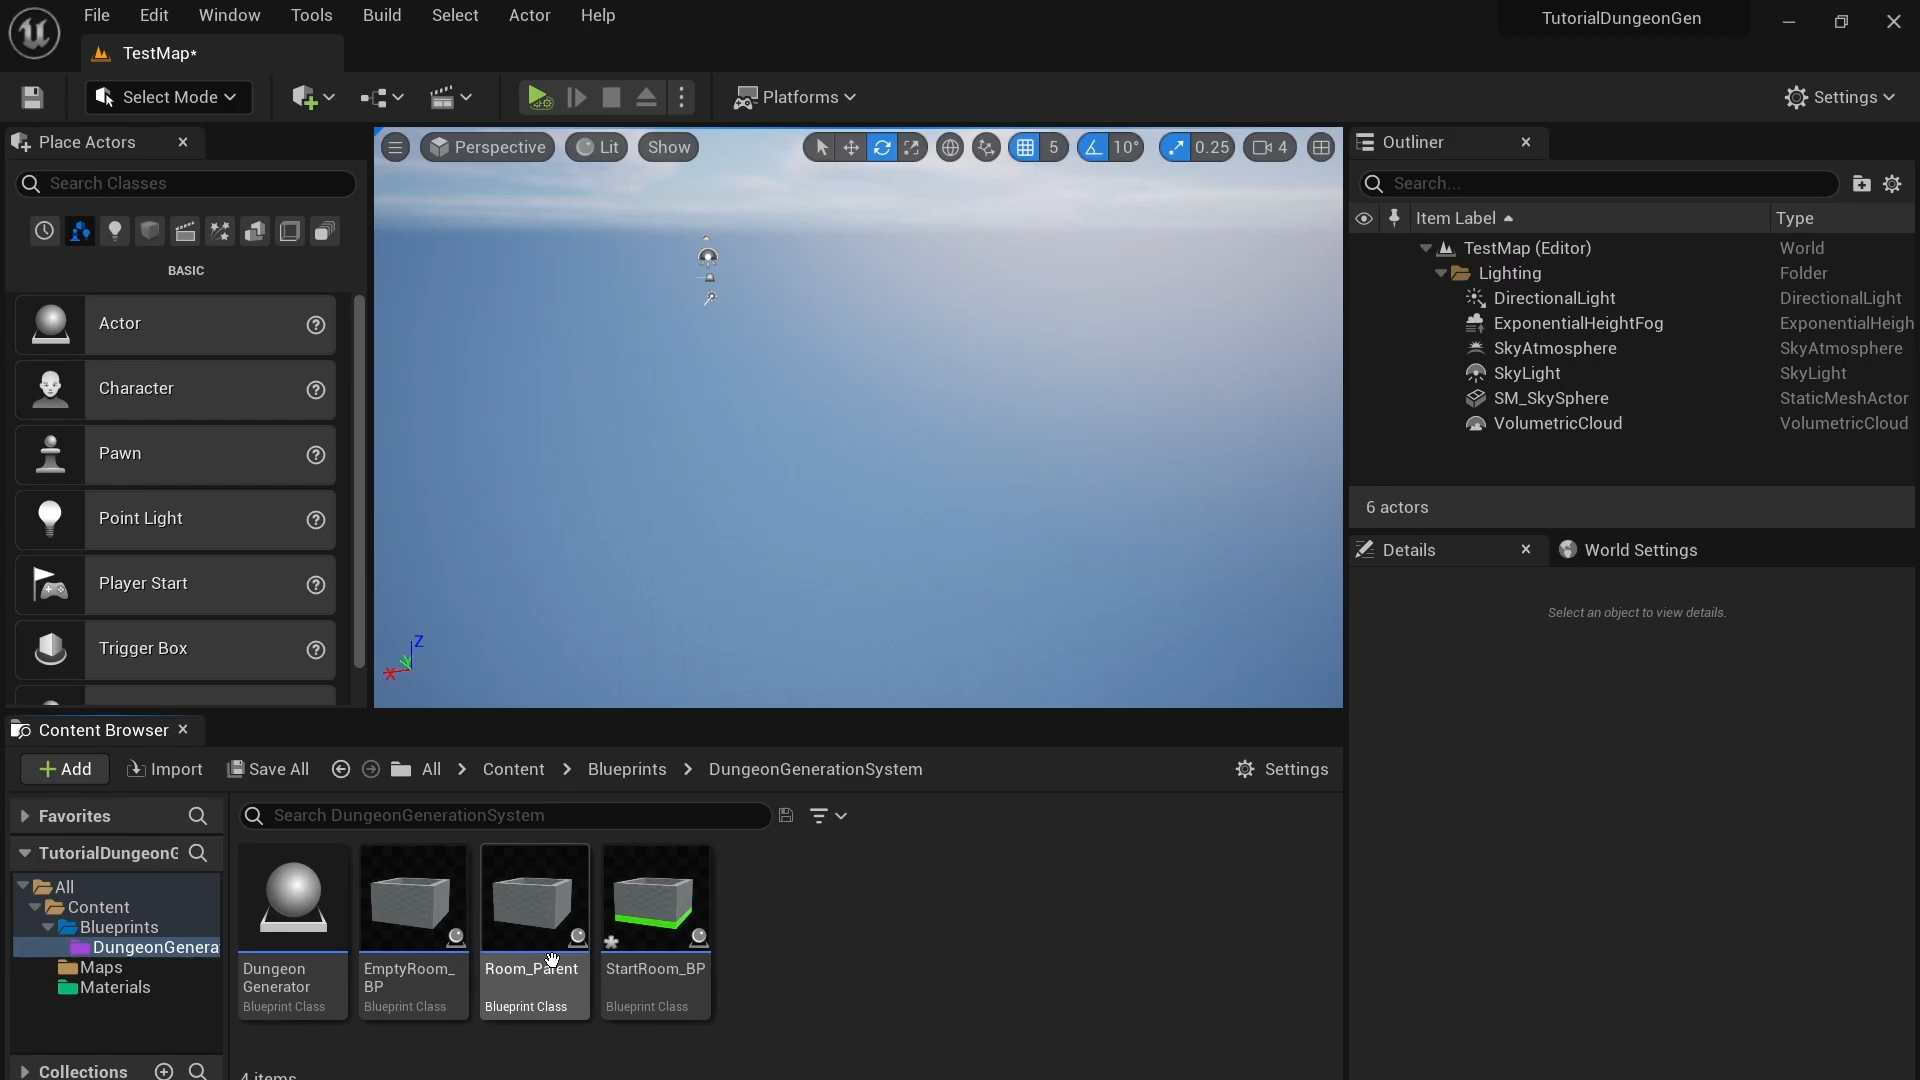 File Edit Window Tools Build Select Actor Help
TutorialDungeonGen
TestMap*
Select Mode
Platforms
Settings
Place Actors
Search Classes
BASIC
Actor
Character
Pawn
Point Light
Player Start
Trigger Box
Perspective Lit Show
5 10° 0.25 4
Z
X
Outliner
Search...
Item Label Type
TestMap (Editor) World
Lighting Folder
DirectionalLight DirectionalLight
ExponentialHeightFog ExponentialHeigh
SkyAtmosphere SkyAtmosphere
SkyLight SkyLight
SM_SkySphere StaticMeshActor
VolumetricCloud VolumetricCloud
6 actors
Details World Settings
Select an object to view details.
Content Browser
Add Import Save All All > Content > Blueprints > DungeonGenerationSystem Settings
Favorites
TutorialDungeonG
All
Content
Blueprints
DungeonGenera
Maps
Materials
Collections
Search DungeonGenerationSystem
Dungeon
Generator
Blueprint Class
EmptyRoom_
BP
Blueprint Class
Room_Parent
Blueprint Class
StartRoom_BP
Blueprint Class
4 items